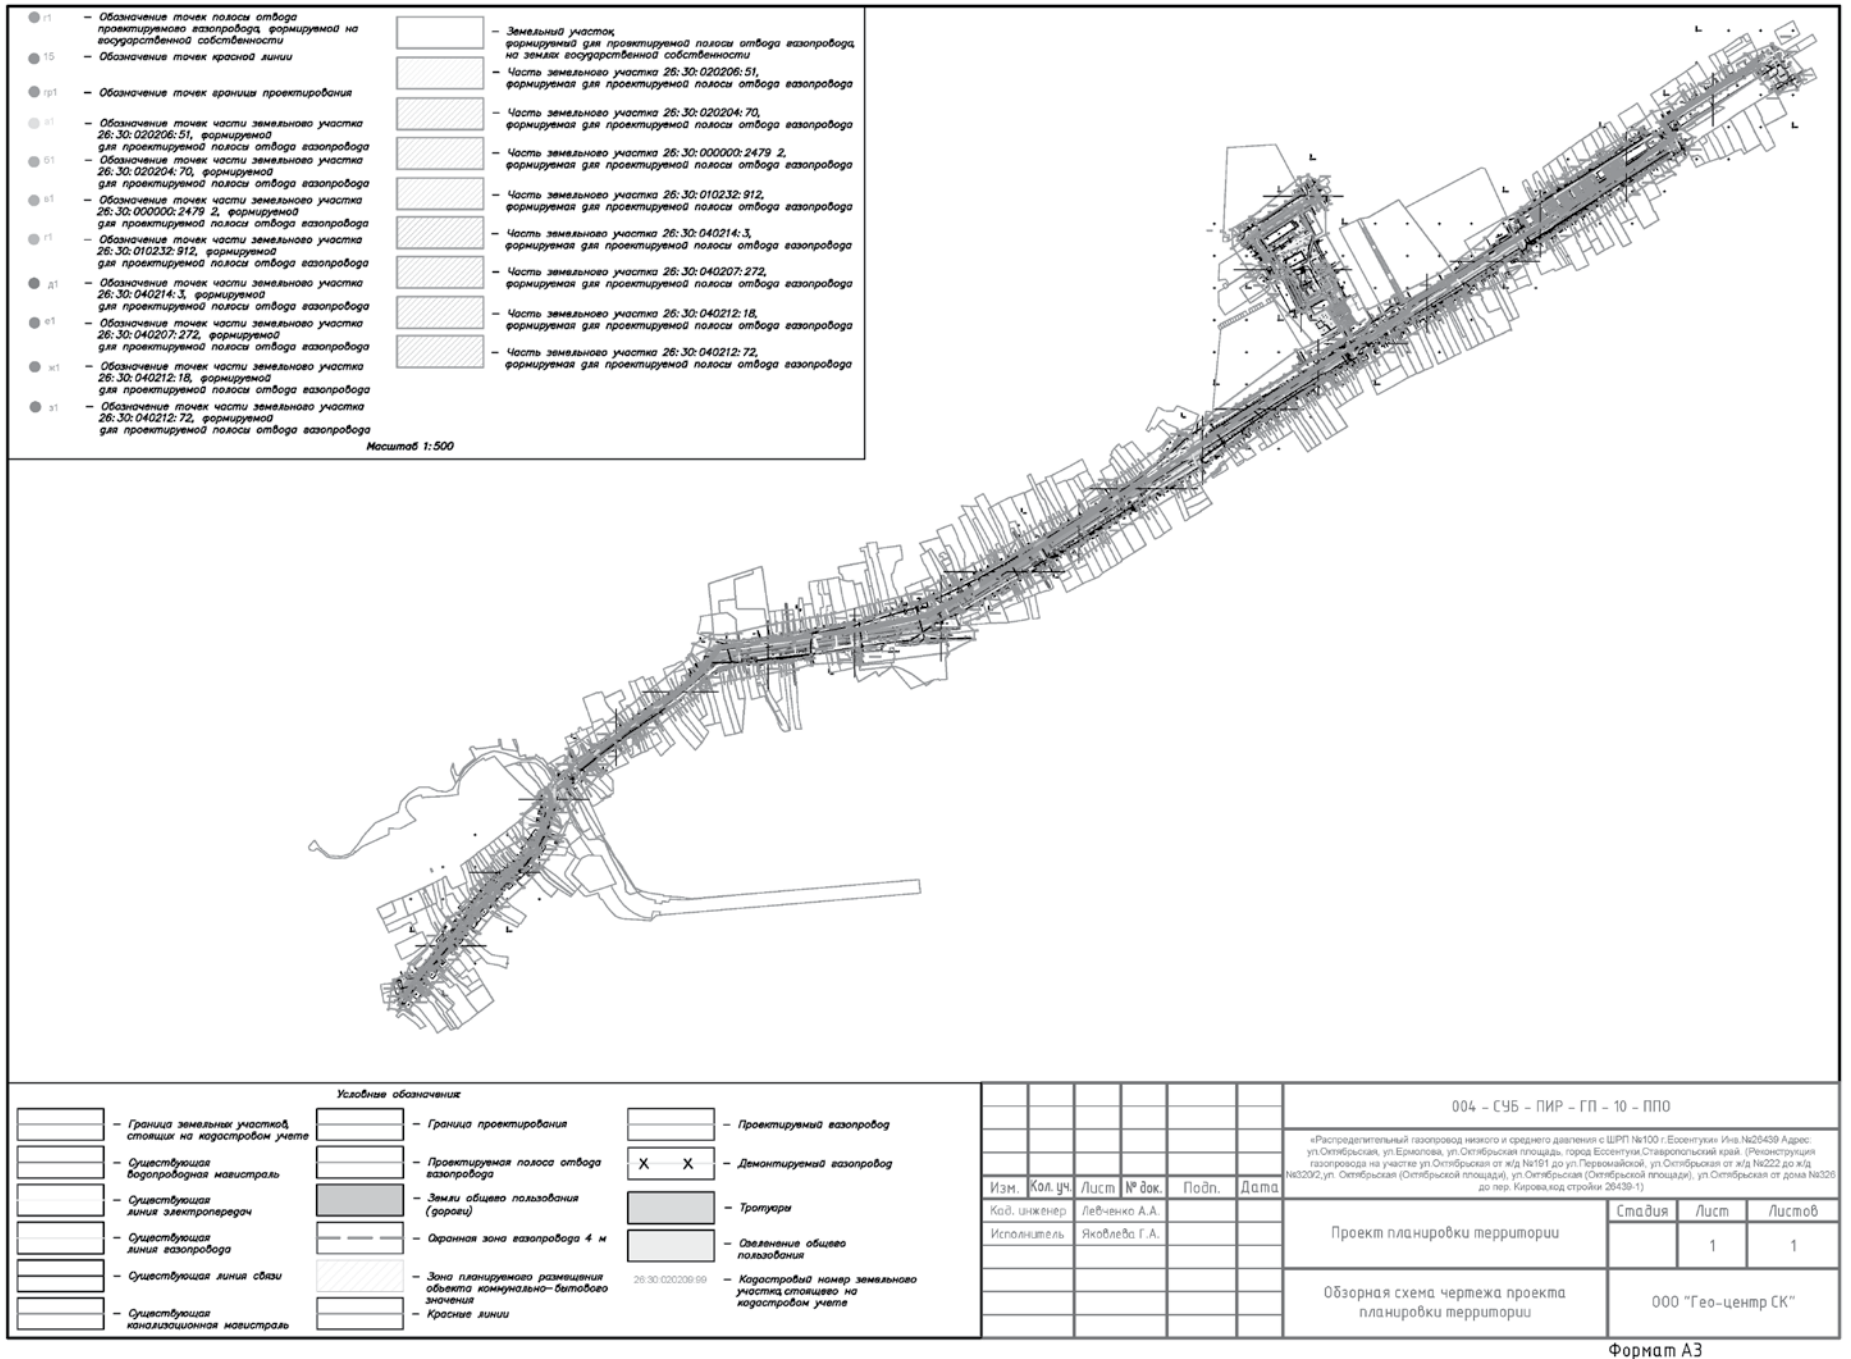 г1 – Обозначение точек полосы отвода
проектируемого газопровода, формируемой на
государственной собственности
15 – Обозначение точек красной линии
гр1 – Обозначение точек границы проектирования
а1 – Обозначение точек части земельного участка
26:30:020206:51, формируемой
для проектируемой полосы отвода газопровода
б1 – Обозначение точек части земельного участка
26:30:020204:70, формируемой
для проектируемой полосы отвода газопровода
в1 – Обозначение точек части земельного участка
26:30:000000:2479 2, формируемой
для проектируемой полосы отвода газопровода
г1 – Обозначение точек части земельного участка
26:30:010232:912, формируемой
для проектируемой полосы отвода газопровода
д1 – Обозначение точек части земельного участка
26:30:040214:3, формируемой
для проектируемой полосы отвода газопровода
е1 – Обозначение точек части земельного участка
26:30:040207:272, формируемой
для проектируемой полосы отвода газопровода
ж1 – Обозначение точек части земельного участка
26:30:040212:18, формируемой
для проектируемой полосы отвода газопровода
з1 – Обозначение точек части земельного участка
26:30:040212:72, формируемой
для проектируемой полосы отвода газопровода
– Земельный участок,
формируемый для проектируемой полосы отвода газопровода,
на землях государственной собственности
– Часть земельного участка 26:30:020206:51,
формируемая для проектируемой полосы отвода газопровода
– Часть земельного участка 26:30:020204:70,
формируемая для проектируемой полосы отвода газопровода
– Часть земельного участка 26:30:000000:2479 2,
формируемая для проектируемой полосы отвода газопровода
– Часть земельного участка 26:30:010232:912,
формируемая для проектируемой полосы отвода газопровода
– Часть земельного участка 26:30:040214:3,
формируемая для проектируемой полосы отвода газопровода
– Часть земельного участка 26:30:040207:272,
формируемая для проектируемой полосы отвода газопровода
– Часть земельного участка 26:30:040212:18,
формируемая для проектируемой полосы отвода газопровода
– Часть земельного участка 26:30:040212:72,
формируемая для проектируемой полосы отвода газопровода
Масштаб 1:500
Условные обозначения:
– Граница земельных участков,
стоящих на кадастровом учете
– Существующая
водопроводная магистраль
– Существующая
линия электропередач
– Существующая
линия газопровода
– Существующая линия связи
– Существующая
канализационная магистраль
– Граница проектирования
– Проектируемая полоса отвода
газопровода
– Земли общего пользования
(дороги)
– Охранная зона газопровода 4 м
– Зона планируемого размещения
объекта коммунально-бытового
значения
– Красные линии
– Проектируемый газопровод
X X – Демонтируемый газопровод
– Тротуары
– Озеленение общего
пользования
26:30:020209:99 – Кадастровый номер земельного
участка, стоящего на
кадастровом учете
Изм. Кол. уч. Лист № док. Подп. Дата
Кад. инженер Левченко А.А.
Исполнитель Яковлева Г.А.
004 – СУБ – ПИР – ГП – 10 – ППО
«Распределительный газопровод низкого и среднего давления с ШРП №100 г.Ессентуки» Инв.№26439 Адрес:
ул.Октябрьская, ул.Ермолова, ул.Октябрьская площадь, город Ессентуки,Ставропольский край. (Реконструкция
газопровода на участке ул.Октябрьская от ж/д №191 до ул.Первомайской, ул.Октябрьская от ж/д №222 до ж/д
№320/2,ул. Октябрьская (Октябрьской площади), ул.Октябрьская (Октябрьской площади), ул Октябрьская от дома №326
до пер. Кирова,код стройки 26439-1)
Проект планировки территории
Стадия Лист Листов
1 1
Обзорная схема чертежа проекта
планировки территории
ООО "Гео-центр СК"
Формат А3